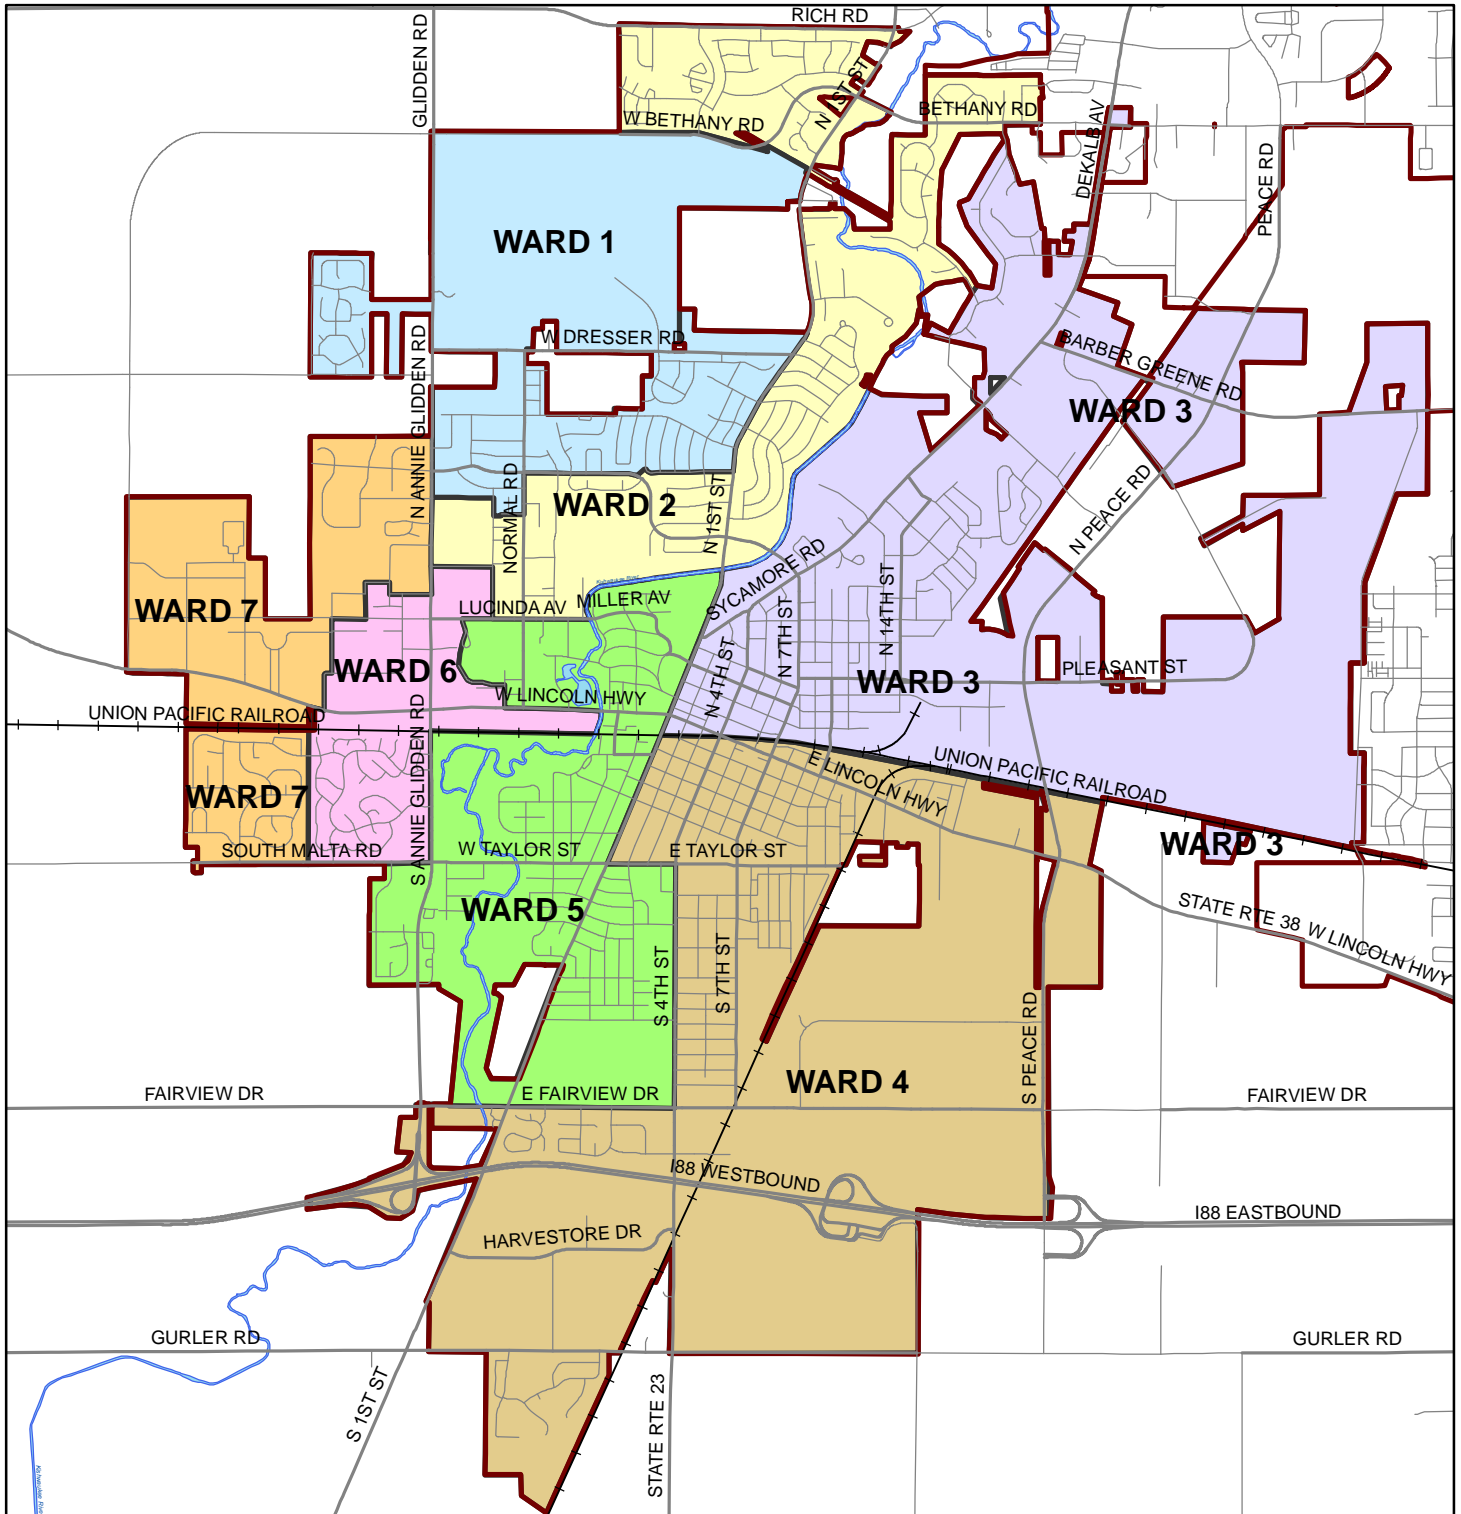 RICH RD
GLIDDEN RD
N 1ST ST
W BETHANY RD
BETHANY RD
DEKALB AV
PEACE RD
WARD 1
W DRESSER RD
BARBER GREENE RD
N ANNIE GLIDDEN RD
WARD 3
NORMAL RD
WARD 2
N 1ST ST
N PEACE RD
SYCAMORE RD
N 14TH ST
N 7TH ST
WARD 7
LUCINDA AV
MILLER AV
N 4TH ST
WARD 6
WARD 3
PLEASANT ST
W LINCOLN HWY
UNION PACIFIC RAILROAD
S ANNIE GLIDDEN RD
E LINCOLN HWY
UNION PACIFIC RAILROAD
WARD 7
SOUTH MALTA RD
W TAYLOR ST
E TAYLOR ST
WARD 3
WARD 5
STATE RTE 38
W LINCOLN HWY
S 4TH ST
S 7TH ST
S PEACE RD
WARD 4
FAIRVIEW DR
E FAIRVIEW DR
FAIRVIEW DR
I88 WESTBOUND
I88 EASTBOUND
HARVESTORE DR
GURLER RD
GURLER RD
S 1ST ST
STATE RTE 23